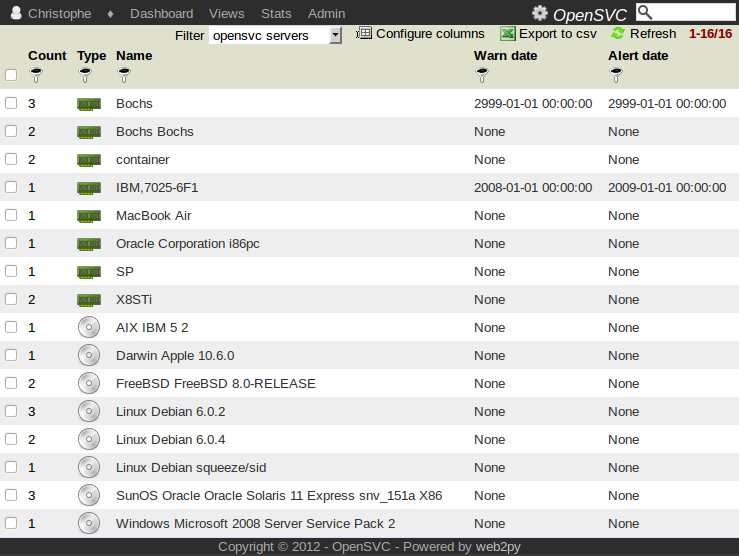 Christophe ♦ Dashboard Views Stats Admin OpenSVC
Filter opensvc servers Configure columns Export to csv Refresh 1-16/16
Count Type Name Warn date Alert date
3 Bochs 2999-01-01 00:00:00 2999-01-01 00:00:00
2 Bochs Bochs None None
2 container None None
1 IBM,7025-6F1 2008-01-01 00:00:00 2009-01-01 00:00:00
1 MacBook Air None None
1 Oracle Corporation i86pc None None
1 SP None None
2 X8STi None None
1 AIX IBM 5 2 None None
1 Darwin Apple 10.6.0 None None
2 FreeBSD FreeBSD 8.0-RELEASE None None
3 Linux Debian 6.0.2 None None
2 Linux Debian 6.0.4 None None
1 Linux Debian squeeze/sid None None
3 SunOS Oracle Oracle Solaris 11 Express snv_151a X86 None None
1 Windows Microsoft 2008 Server Service Pack 2 None None
Copyright © 2012 - OpenSVC - Powered by web2py